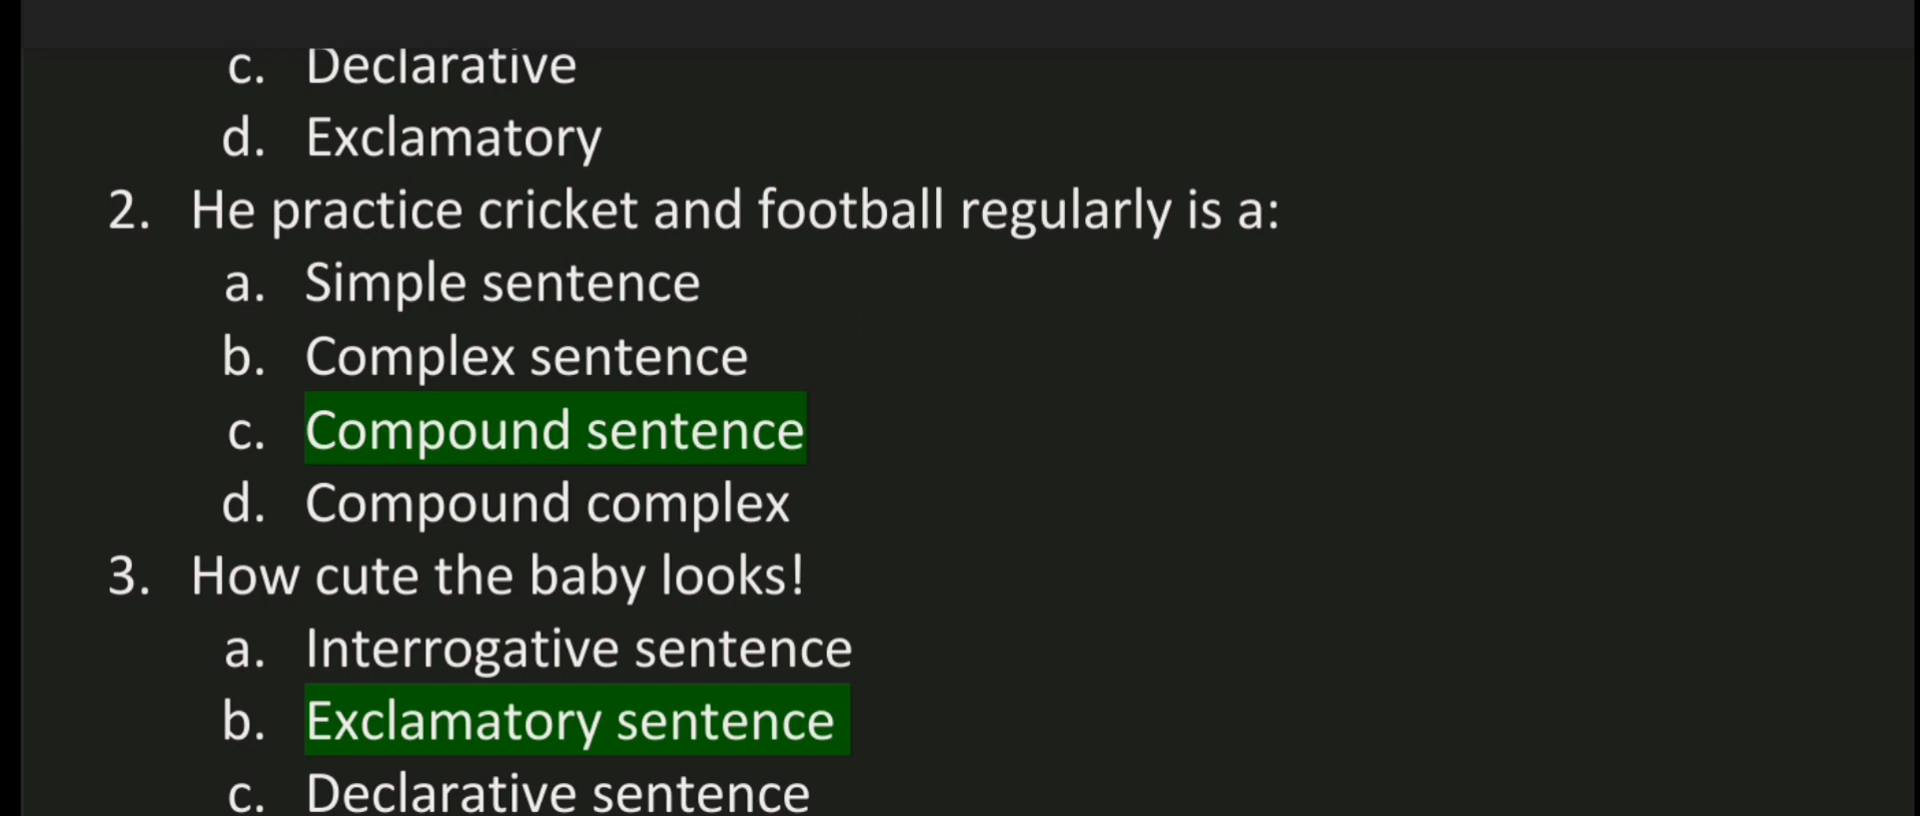 c. Declarative
d. Exclamatory
2. He practice cricket and football regularly is a:
a. Simple sentence
b. Complex sentence
c. Compound sentence
d. Compound complex
3. How cute the baby looks!
a. Interrogative sentence
b. Exclamatory sentence
c. Declarative sentence